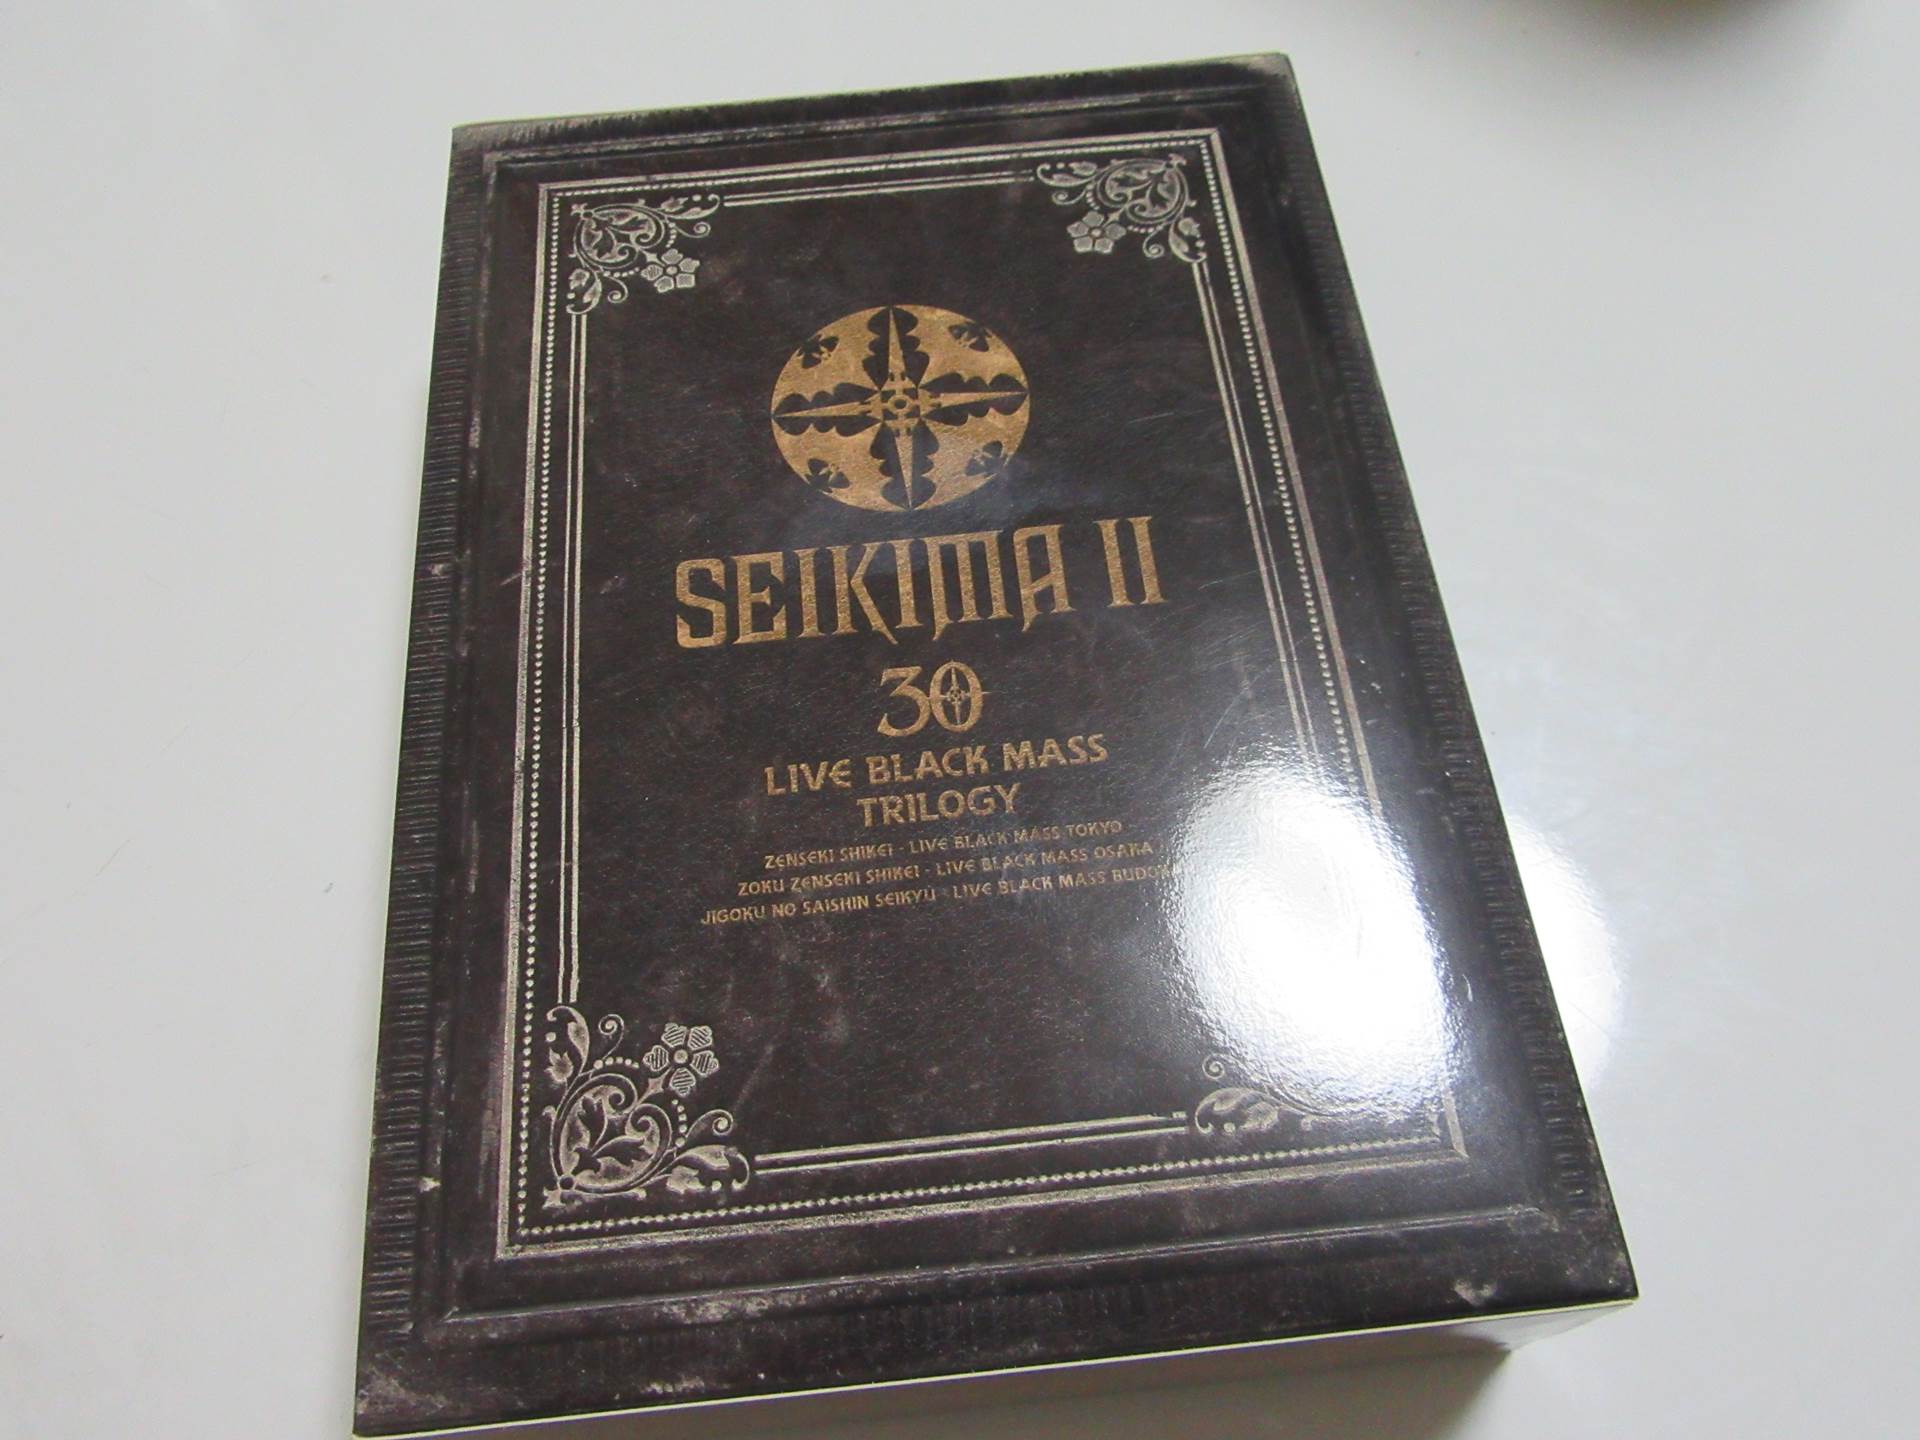 SEIKIMA II
30
LIVE BLACK MASS
TRILOGY
ZENSEKI SHIKEI · LIVE BLACK MASS TOKYO
ZOKU ZENSEKI SHIKEI · LIVE BLACK MASS OSAKA
JIGOKU NO SAISHIN SEIKYU · LIVE BLACK MASS